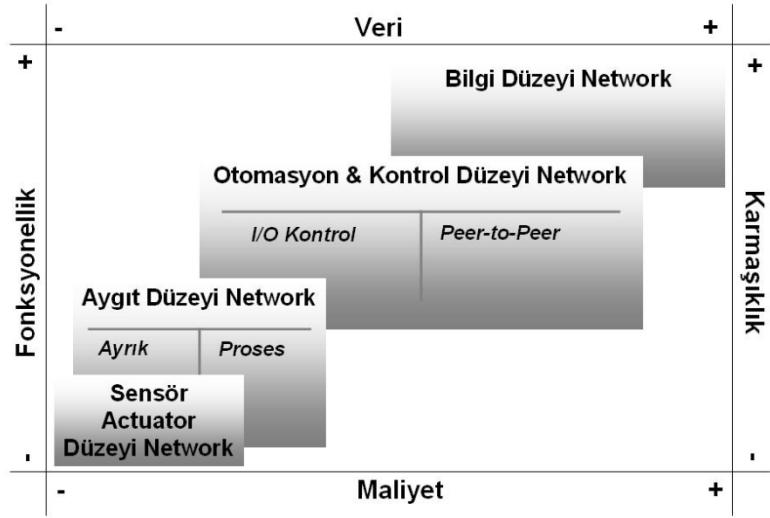 - Veri +
+
+
Bilgi Düzeyi Network
Otomasyon & Kontrol Düzeyi Network
I/O Kontrol
Peer-to-Peer
Fonksyonellik
Karmaşıklık
Aygıt Düzeyi Network
Ayrık
Proses
Sensör
Actuator
Düzeyi Network
-
-
- Maliyet +